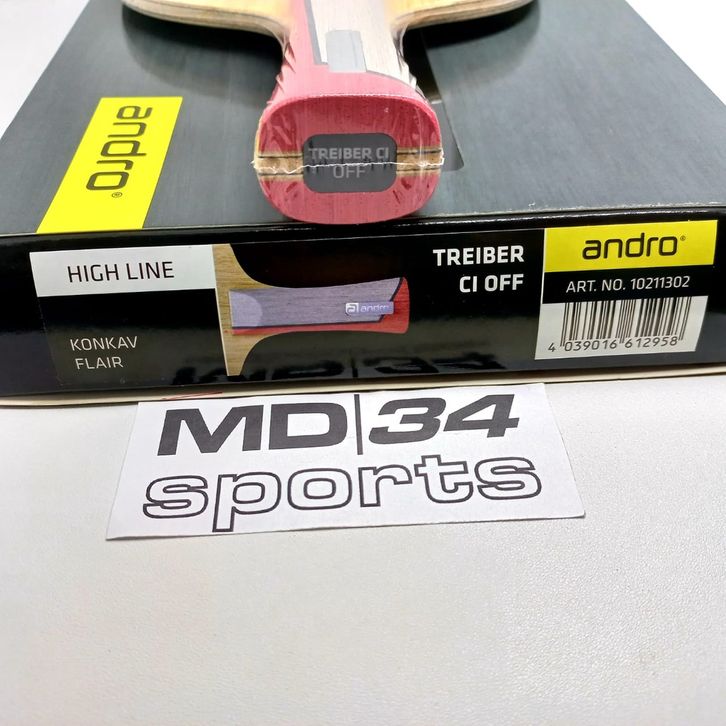 andro®
TREIBER CI
OFF
HIGH LINE
KONKAV
FLAIR
andro
TREIBER
CI OFF
andro®
ART. NO. 10211302
4 039016 612958
MD|34
sports